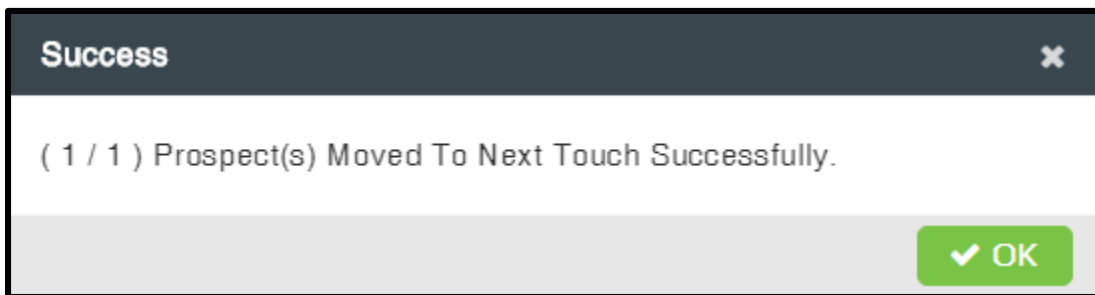 Success
( 1 / 1 ) Prospect(s) Moved To Next Touch Successfully.
OK